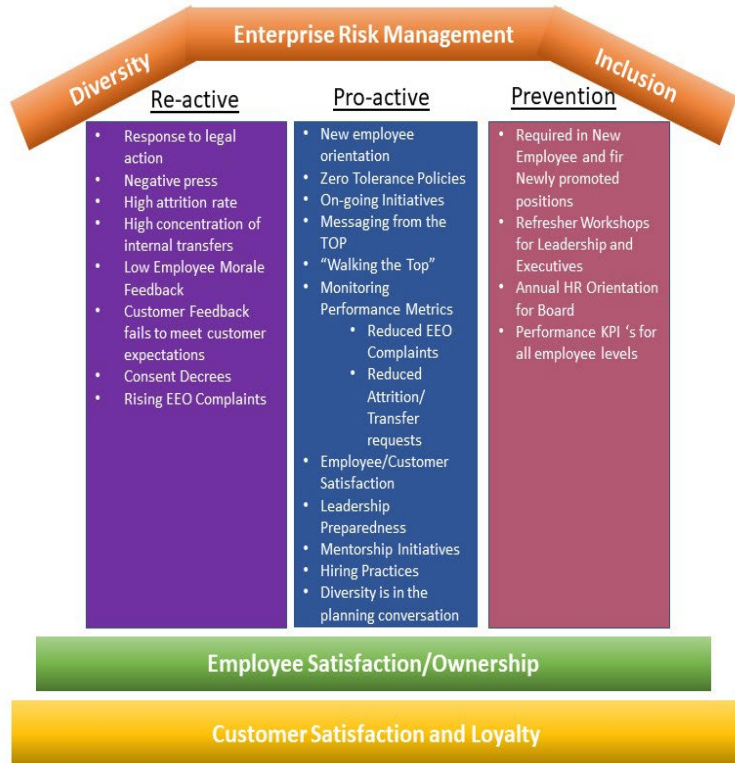 Enterprise Risk Management
Diversity
Inclusion
Re-active
• Response to legal
action
• Negative press
• High attrition rate
• High concentration of
internal transfers
• Low Employee Morale
Feedback
• Customer Feedback
fails to meet customer
expectations
• Consent Decrees
• Rising EEO Complaints
Pro-active
• New employee
orientation
• Zero Tolerance Policies
• On-going Initiatives
• Messaging from the
TOP
• “Walking the Top”
• Monitoring
Performance Metrics
• Reduced EEO
Complaints
• Reduced
Attrition/
Transfer
requests
• Employee/Customer
Satisfaction
• Leadership
Preparedness
• Mentorship Initiatives
• Hiring Practices
• Diversity is in the
planning conversation
Prevention
• Required in New
Employee and fir
Newly promoted
positions
• Refresher Workshops
for Leadership and
Executives
• Annual HR Orientation
for Board
• Performance KPI ‘s for
all employee levels
Employee Satisfaction/Ownership
Customer Satisfaction and Loyalty